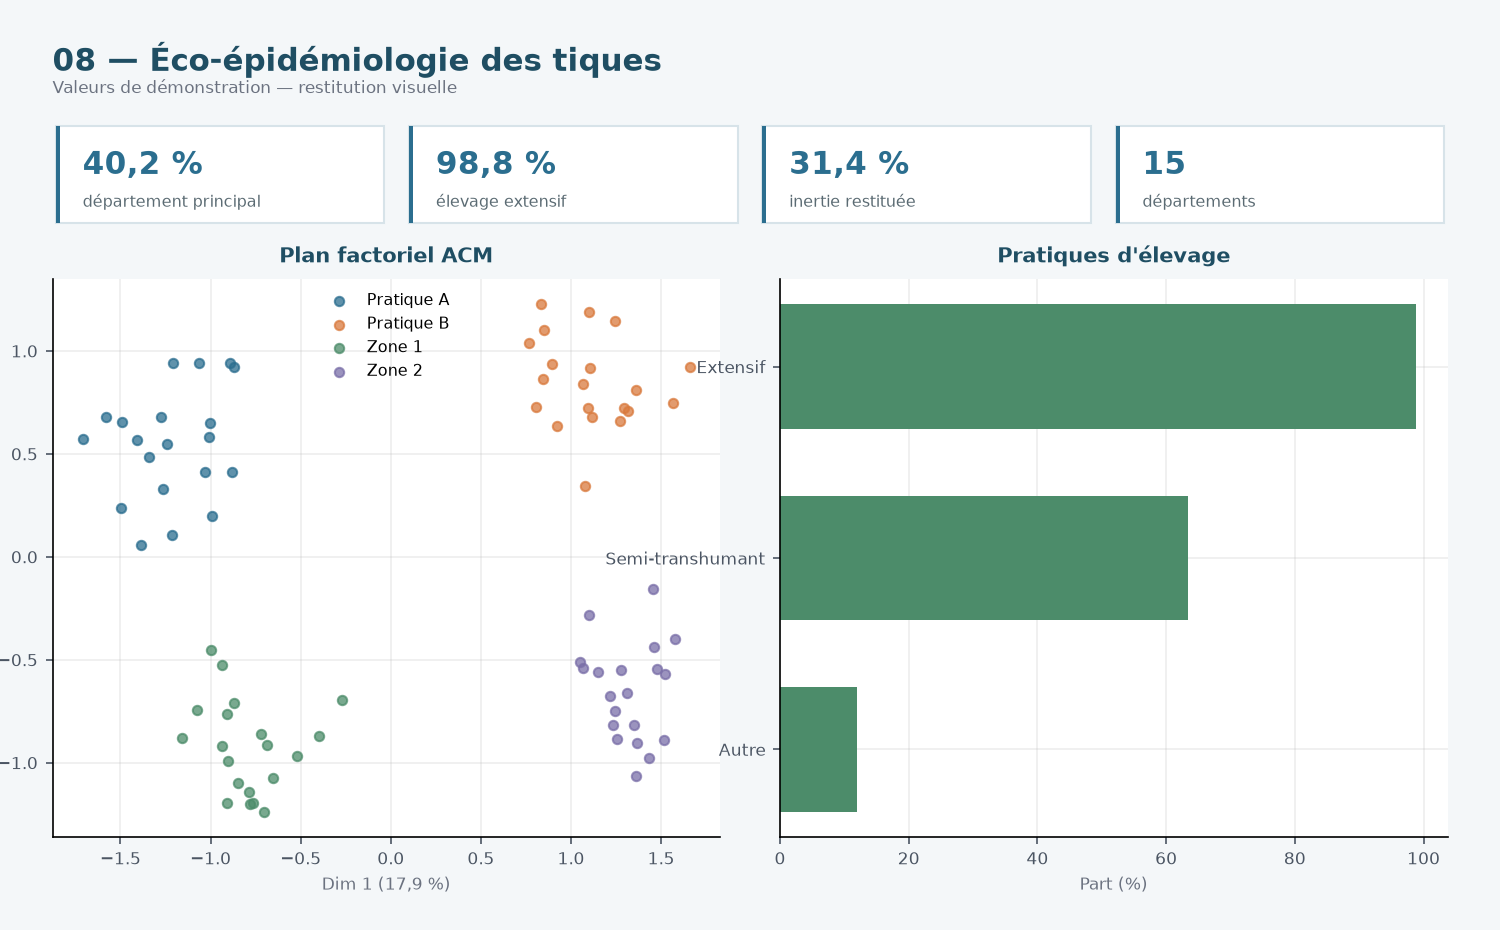 08 — Éco-épidémiologie des tiques
Valeurs de démonstration — restitution visuelle
40,2 %
département principal
98,8 %
élevage extensif
31,4 %
inertie restituée
15
départements
Plan factoriel ACM
Pratique A
Pratique B
Zone 1
Zone 2
1.0
0.5
0.0
−0.5
−1.0
−1.5
−1.0
−0.5
0.0
0.5
1.0
1.5
Dim 1 (17,9 %)
Pratiques d'élevage
Extensif
Semi-transhumant
Autre
0
20
40
60
80
100
Part (%)